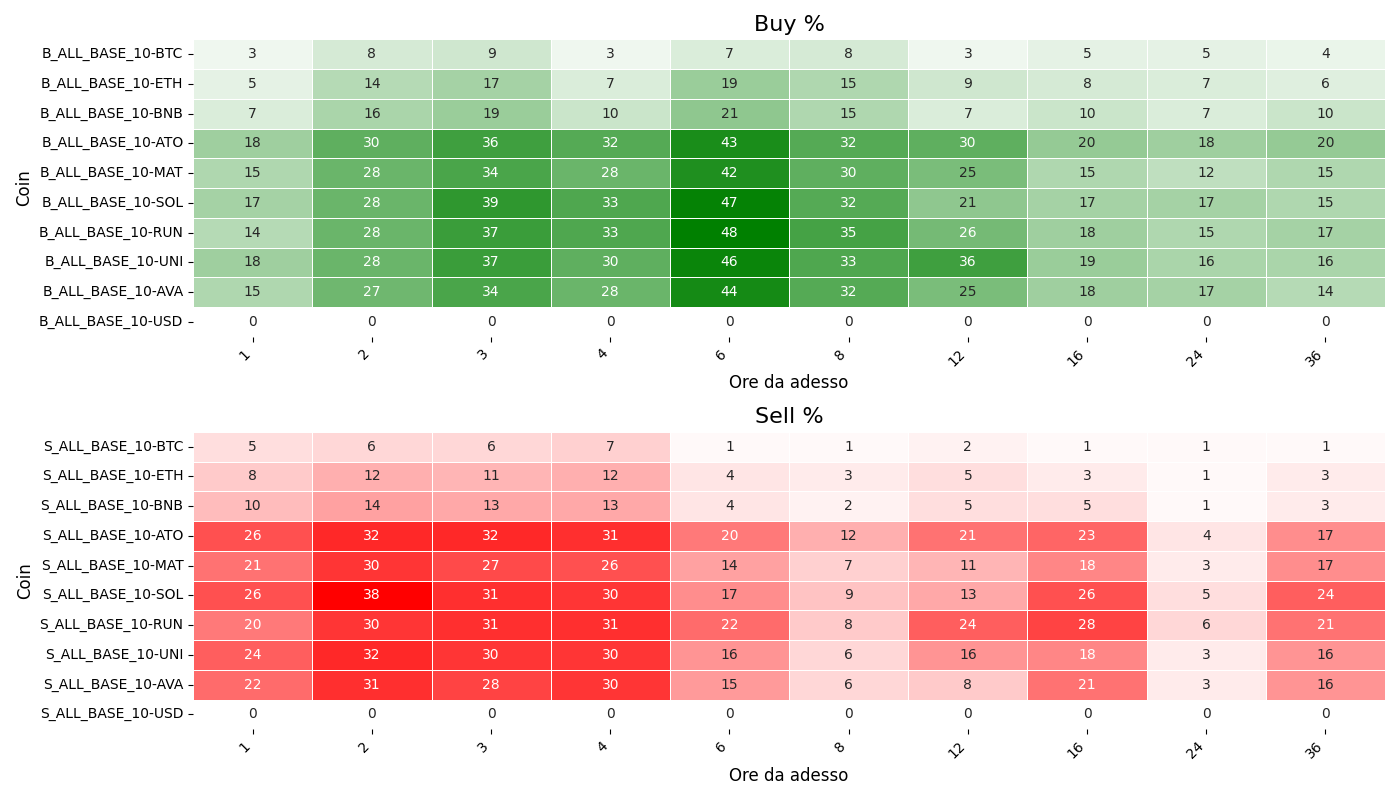 Buy %
Coin
B_ALL_BASE_10-BTC 3 8 9 3 7 8 3 5 5 4
B_ALL_BASE_10-ETH 5 14 17 7 19 15 9 8 7 6
B_ALL_BASE_10-BNB 7 16 19 10 21 15 7 10 7 10
B_ALL_BASE_10-ATO 18 30 36 32 43 32 30 20 18 20
B_ALL_BASE_10-MAT 15 28 34 28 42 30 25 15 12 15
B_ALL_BASE_10-SOL 17 28 39 33 47 32 21 17 17 15
B_ALL_BASE_10-RUN 14 28 37 33 48 35 26 18 15 17
B_ALL_BASE_10-UNI 18 28 37 30 46 33 36 19 16 16
B_ALL_BASE_10-AVA 15 27 34 28 44 32 25 18 17 14
B_ALL_BASE_10-USD 0 0 0 0 0 0 0 0 0 0
1 2 3 4 6 8 12 16 24 36
Ore da adesso
Sell %
Coin
S_ALL_BASE_10-BTC 5 6 6 7 1 1 2 1 1 1
S_ALL_BASE_10-ETH 8 12 11 12 4 3 5 3 1 3
S_ALL_BASE_10-BNB 10 14 13 13 4 2 5 5 1 3
S_ALL_BASE_10-ATO 26 32 32 31 20 12 21 23 4 17
S_ALL_BASE_10-MAT 21 30 27 26 14 7 11 18 3 17
S_ALL_BASE_10-SOL 26 38 31 30 17 9 13 26 5 24
S_ALL_BASE_10-RUN 20 30 31 31 22 8 24 28 6 21
S_ALL_BASE_10-UNI 24 32 30 30 16 6 16 18 3 16
S_ALL_BASE_10-AVA 22 31 28 30 15 6 8 21 3 16
S_ALL_BASE_10-USD 0 0 0 0 0 0 0 0 0 0
1 2 3 4 6 8 12 16 24 36
Ore da adesso